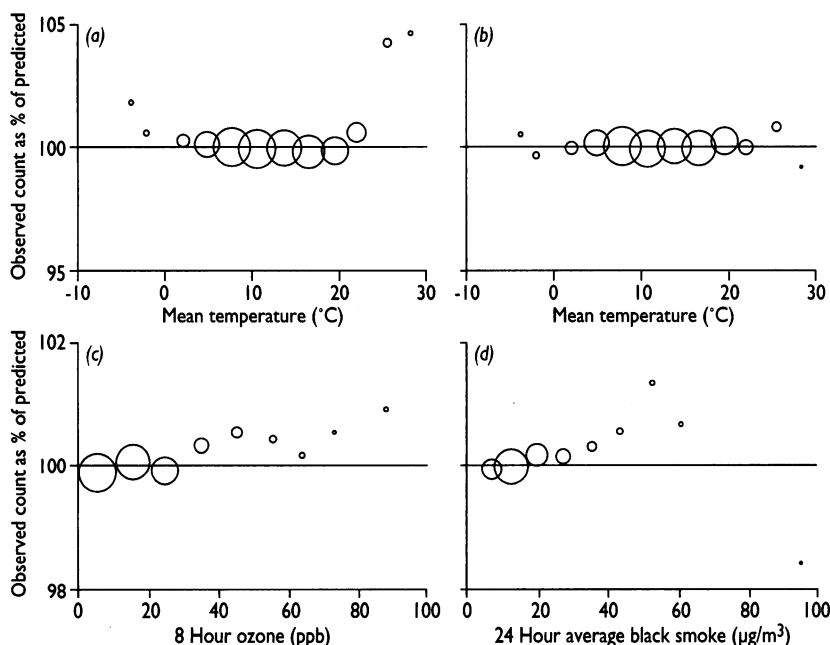 (a)
(b)
105
100
95
Observed count as % of predicted
-10 0 10 20 30
-10 0 10 20 30
Mean temperature (°C)
Mean temperature (°C)
(c)
(d)
102
100
98
Observed count as % of predicted
0 20 40 60 80 100
0 20 40 60 80 100
8 Hour ozone (ppb)
24 Hour average black smoke (μg/m³)